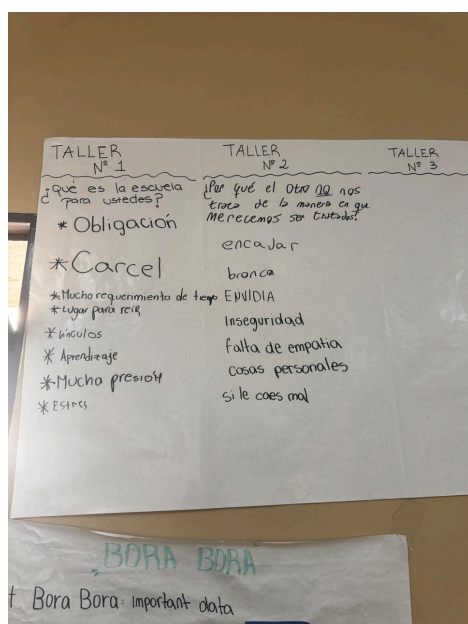 TALLER
Nº 1
¿Qué es la escuela
para ustedes?
* Obligación
* Carcel
* Mucho requerimiento de tiempo
* Lugar para reir
* Vinculos
* Aprendizaje
* Mucha presión
* Estres
TALLER
Nº 2
¿Por qué el otro no nos
trata de la manera en que
merecemos ser tratados?
encajar
bronca
ENVIDIA
Inseguridad
falta de empatia
cosas personales
si le caes mal
TALLER
Nº 3
BORA BORA
Bora Bora: important data